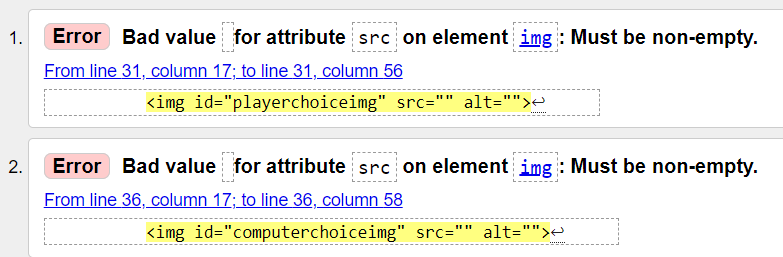 1. Error Bad value for attribute src on element img: Must be non-empty.
From line 31, column 17; to line 31, column 56
<img id="playerchoiceimg" src="" alt="">↩
2. Error Bad value for attribute src on element img: Must be non-empty.
From line 36, column 17; to line 36, column 58
<img id="computerchoiceimg" src="" alt="">↩